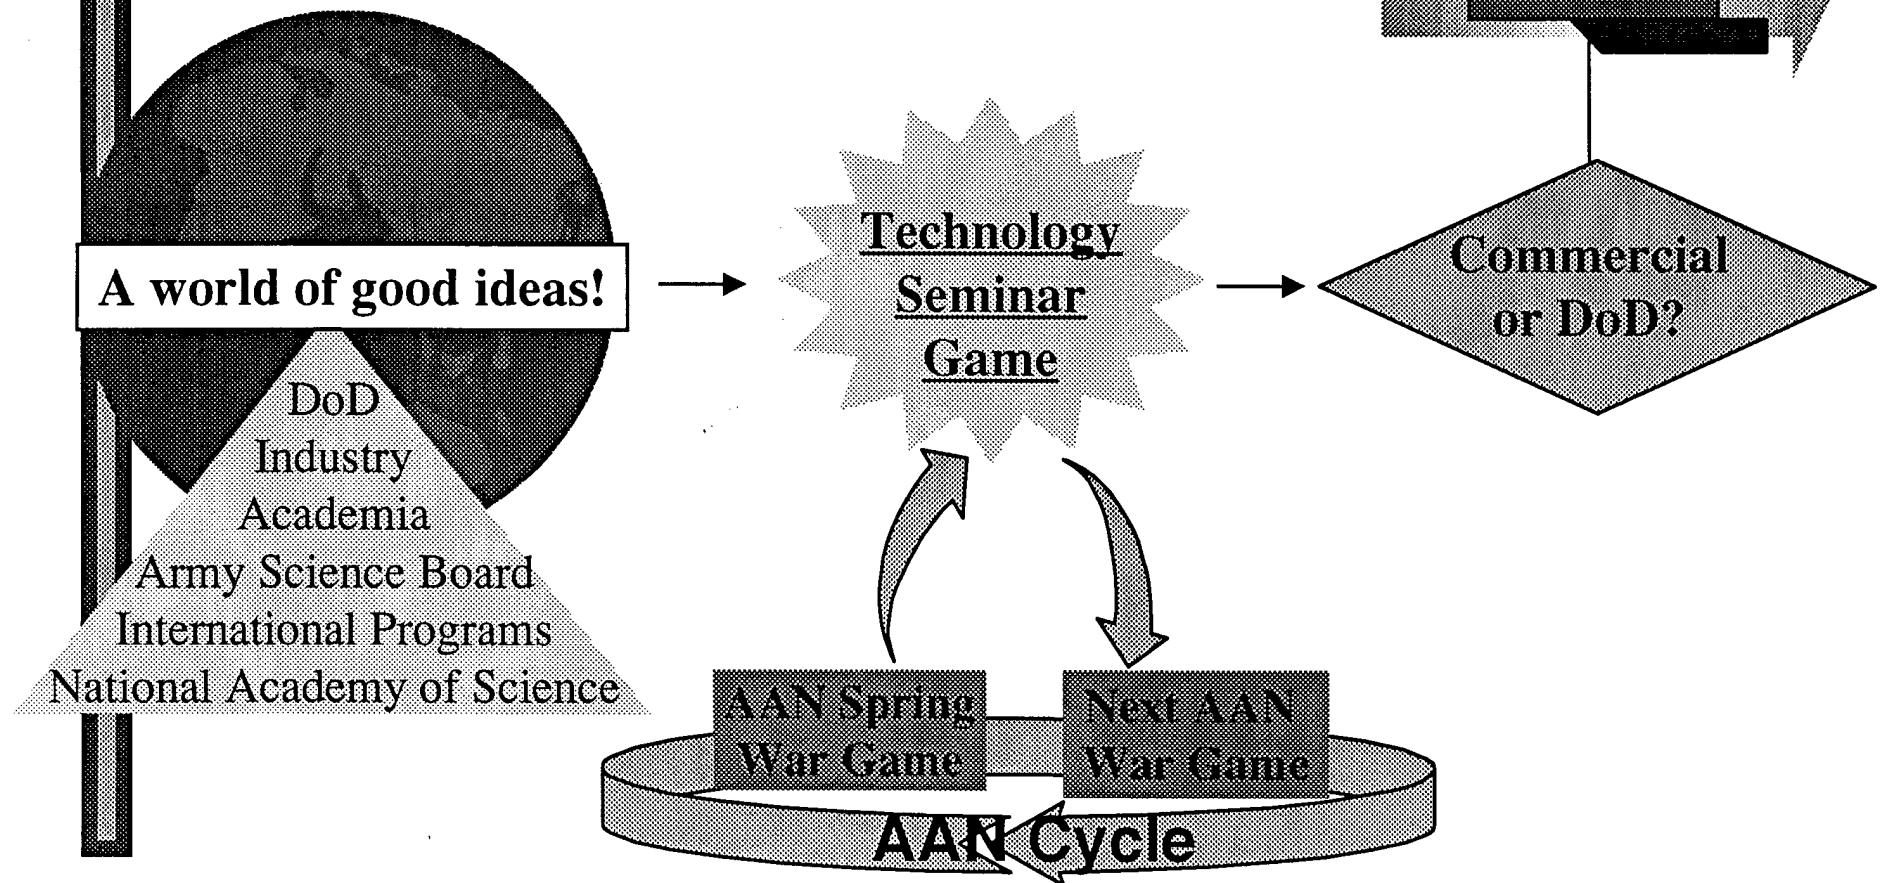 A world of good ideas!
DoD
Industry
Academia
Army Science Board
International Programs
National Academy of Science
Technology
Seminar
Game
Commercial
or DoD?
AAN Spring
War Game
Next AAN
War Game
AAN Cycle